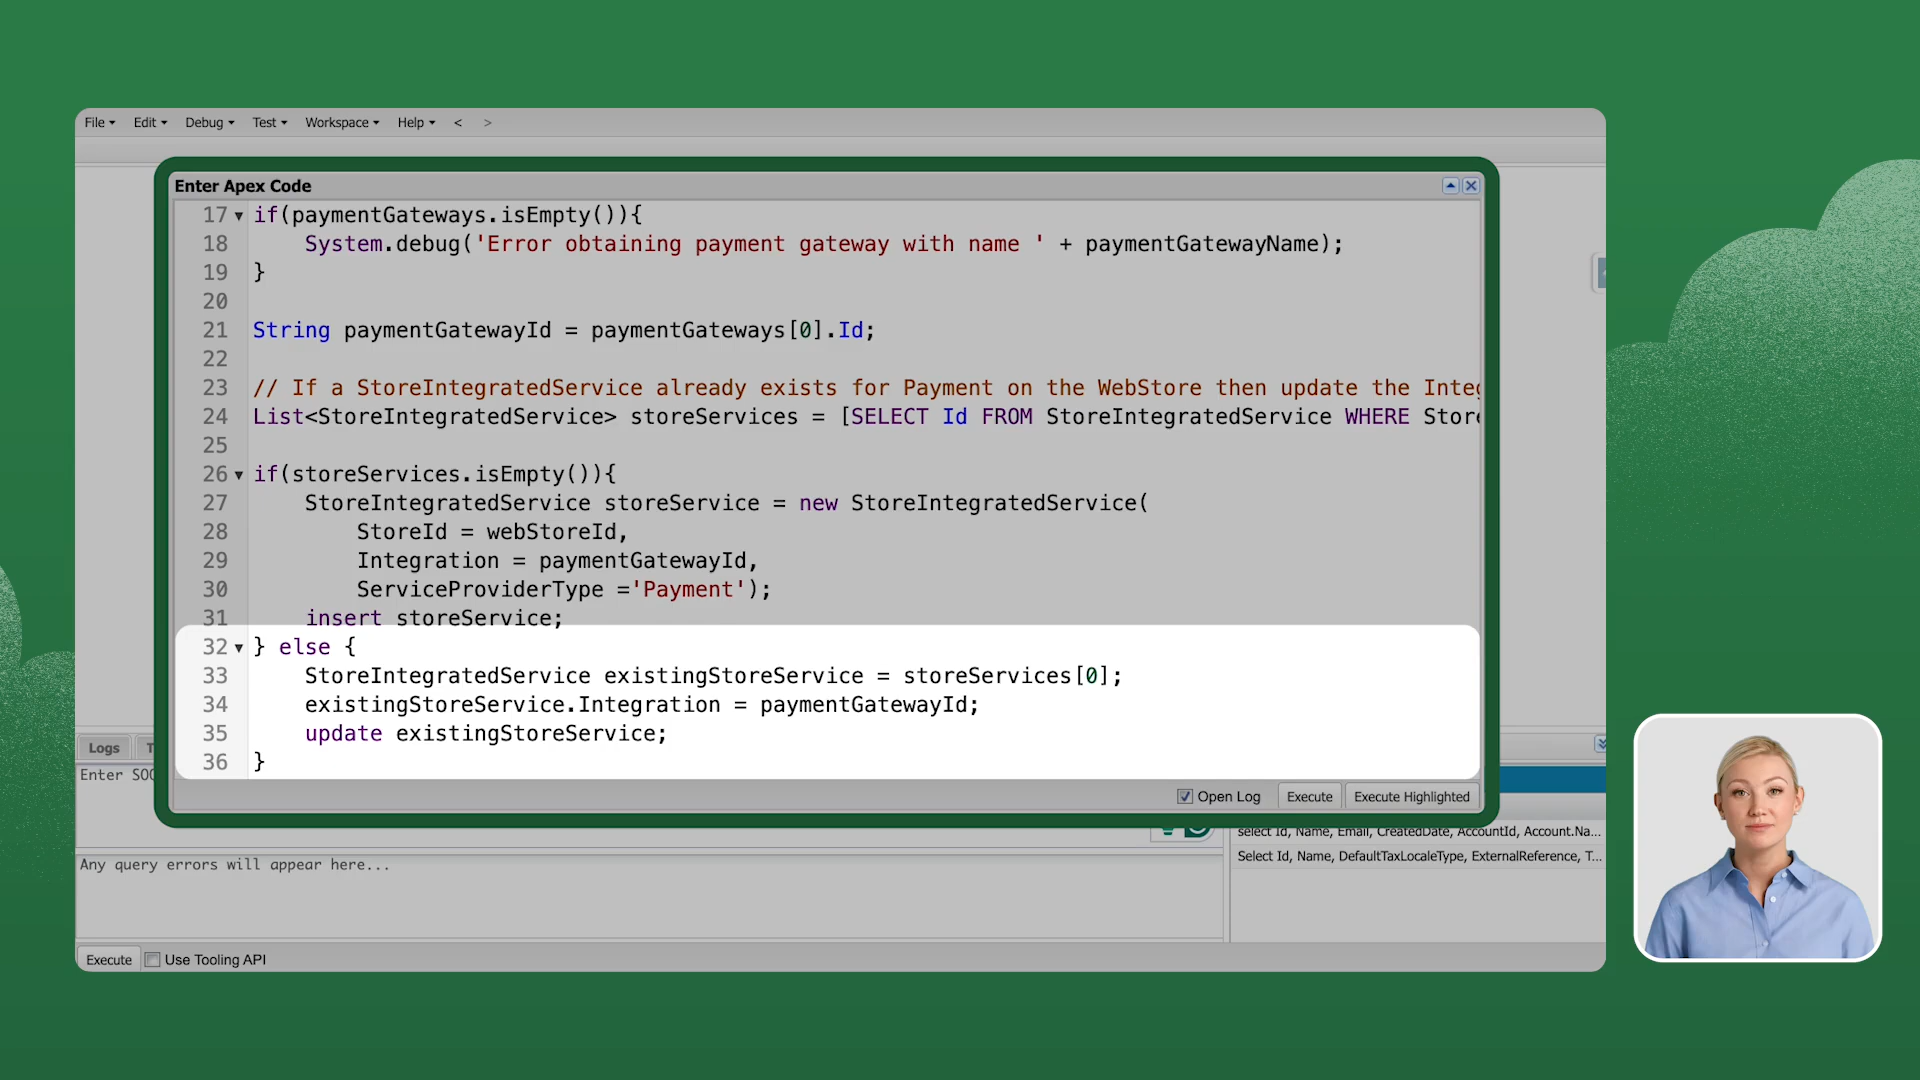 File Edit Debug Test Workspace Help < >
Enter Apex Code
17 if(paymentGateways.isEmpty()){
18 System.debug('Error obtaining payment gateway with name ' + paymentGatewayName);
19 }
20
21 String paymentGatewayId = paymentGateways[0].Id;
22
23 // If a StoreIntegratedService already exists for Payment on the WebStore then update the
24 List<StoreIntegratedService> storeServices = [SELECT Id FROM StoreIntegratedService WHERE
25
26 if(storeServices.isEmpty()){
27 StoreIntegratedService storeService = new StoreIntegratedService(
28 StoreId = webStoreId,
29 Integration = paymentGatewayId,
30 ServiceProviderType ='Payment');
31 insert storeService;
32 } else {
33 StoreIntegratedService existingStoreService = storeServices[0];
34 existingStoreService.Integration = paymentGatewayId;
35 update existingStoreService;
36 }
Open Log Execute Execute Highlighted
Logs
Enter
select Id, Name, Email, CreatedDate, AccountId, Account.Na...
Select Id, Name, DefaultTaxLocaleType, ExternalReference, T...
Any query errors will appear here...
Execute Use Tooling API